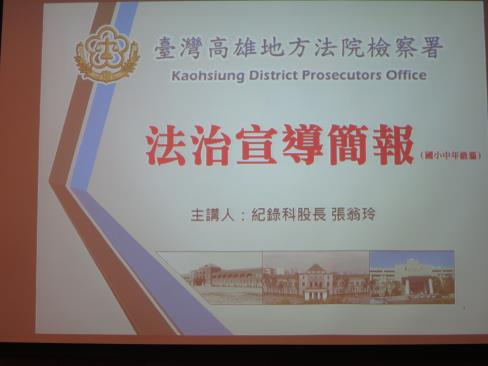 臺灣高雄地方法院檢察署
Kaohsiung District Prosecutors Office
法治宣導簡報(國小中年級篇)
主講人:紀錄科股長 張翁玲